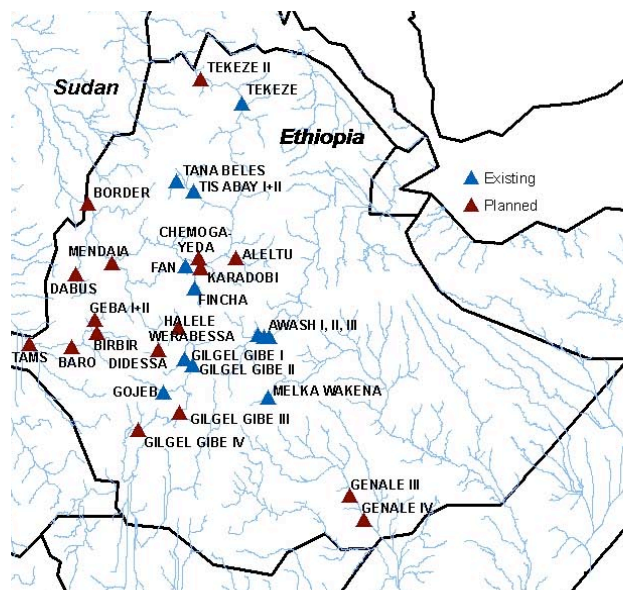 TEKEZE II
Sudan
TEKEZE
Ethiopia
TANA BELES
Existing
TIS ABAY I+II
BORDER
Planned
CHEMOGA-
YEDA
MENDAIA
ALELTU
FAN
KARADOBI
DABUS
FINCHA
GEBA I+II
HALELE
WERABESSA
AWASH I, II, III
BIRBIR
TAMS
BARO
DIDESSA
GILGEL GIBE I
GILGEL GIBE II
GOJEB
MELKA WAKENA
GILGEL GIBE III
GILGEL GIBE IV
GENALE III
GENALE IV